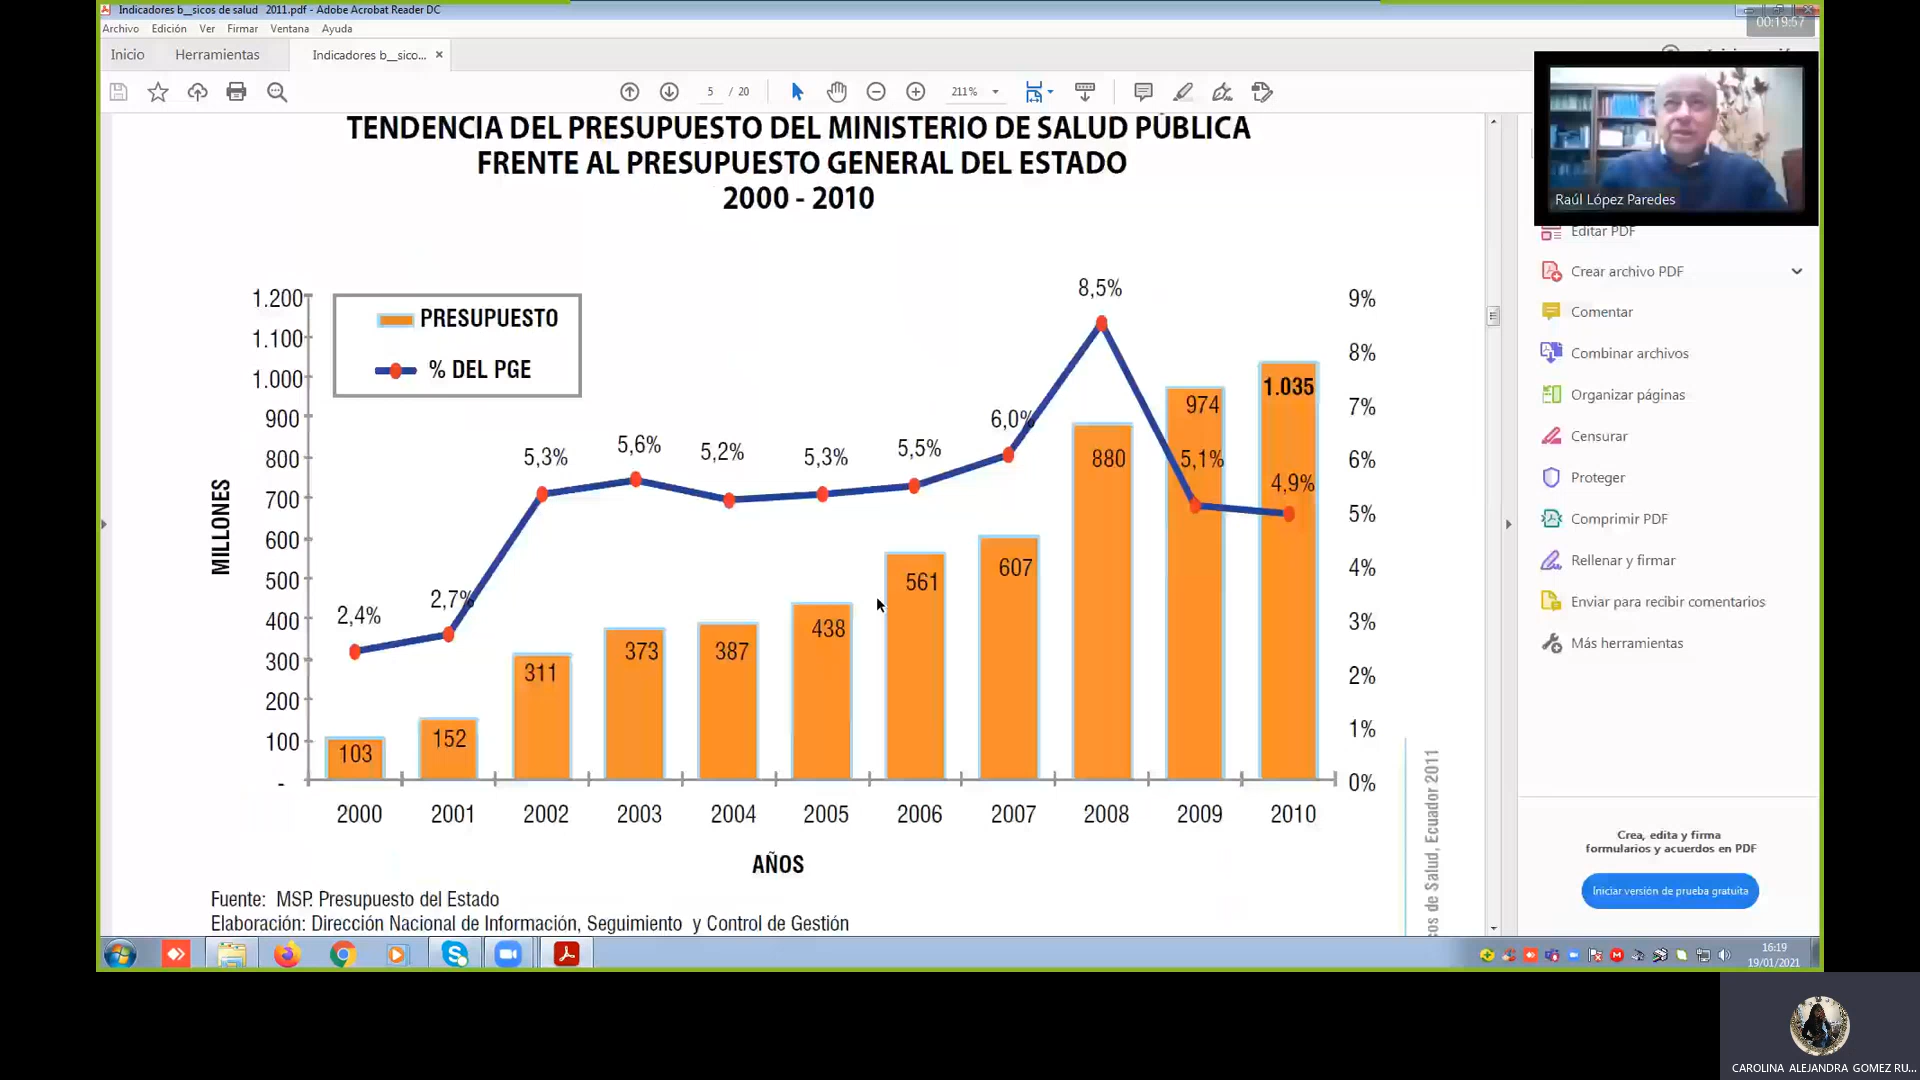 Indicadores b__sicos de salud 2011.pdf - Adobe Acrobat Reader DC
00:19:57
Archivo Edición Ver Firmar Ventana Ayuda
Inicio Herramientas Indicadores b__sico... ×
5 / 20 211%
TENDENCIA DEL PRESUPUESTO DEL MINISTERIO DE SALUD PÚBLICA
FRENTE AL PRESUPUESTO GENERAL DEL ESTADO
2000 - 2010
PRESUPUESTO
% DEL PGE
MILLONES
1.200
1.100
1.000
900
800
700
600
500
400
300
200
100
-
2,4% 2,7% 5,3% 5,6% 5,2% 5,3% 5,5% 6,0% 8,5% 5,1% 4,9%
103 152 311 373 387 438 561 607 880 974 1.035
9%
8%
7%
6%
5%
4%
3%
2%
1%
0%
2000 2001 2002 2003 2004 2005 2006 2007 2008 2009 2010
AÑOS
Fuente: MSP. Presupuesto del Estado
Elaboración: Dirección Nacional de Información, Seguimiento y Control de Gestión
de Salud, Ecuador 2011
Raúl López Paredes
Editar PDF
Crear archivo PDF
Comentar
Combinar archivos
Organizar páginas
Censurar
Proteger
Comprimir PDF
Rellenar y firmar
Enviar para recibir comentarios
Más herramientas
Crea, edita y firma
formularios y acuerdos en PDF
Iniciar versión de prueba gratuita
16:19
19/01/2021
CAROLINA ALEJANDRA GOMEZ RU...